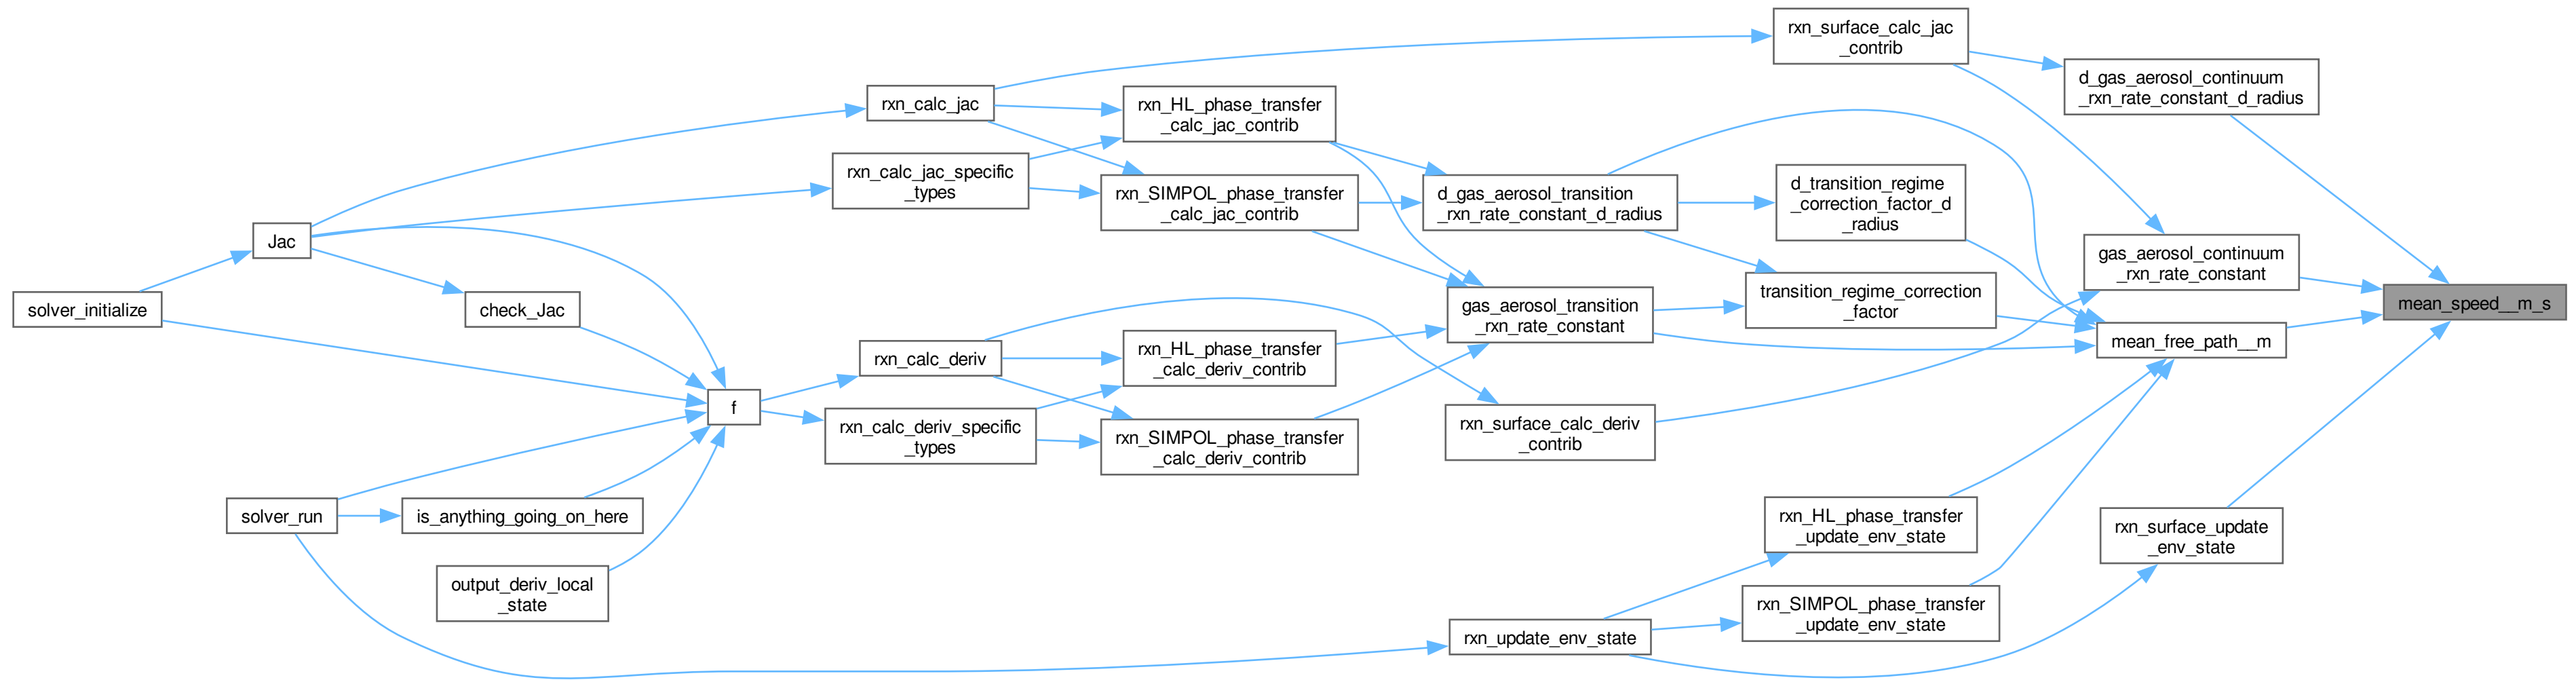 rxn_surface_calc_jac
_contrib
d_gas_aerosol_continuum
_rxn_rate_constant_d_radius
rxn_calc_jac
rxn_HL_phase_transfer
_calc_jac_contrib
rxn_calc_jac_specific
_types
rxn_SIMPOL_phase_transfer
_calc_jac_contrib
d_gas_aerosol_transition
_rxn_rate_constant_d_radius
d_transition_regime
_correction_factor_d
_radius
Jac
gas_aerosol_continuum
_rxn_rate_constant
solver_initialize
check_Jac
gas_aerosol_transition
_rxn_rate_constant
transition_regime_correction
_factor
mean_speed__m_s
mean_free_path__m
rxn_calc_deriv
rxn_HL_phase_transfer
_calc_deriv_contrib
f
rxn_calc_deriv_specific
_types
rxn_SIMPOL_phase_transfer
_calc_deriv_contrib
rxn_surface_calc_deriv
_contrib
solver_run
is_anything_going_on_here
rxn_HL_phase_transfer
_update_env_state
rxn_surface_update
_env_state
output_deriv_local
_state
rxn_SIMPOL_phase_transfer
_update_env_state
rxn_update_env_state